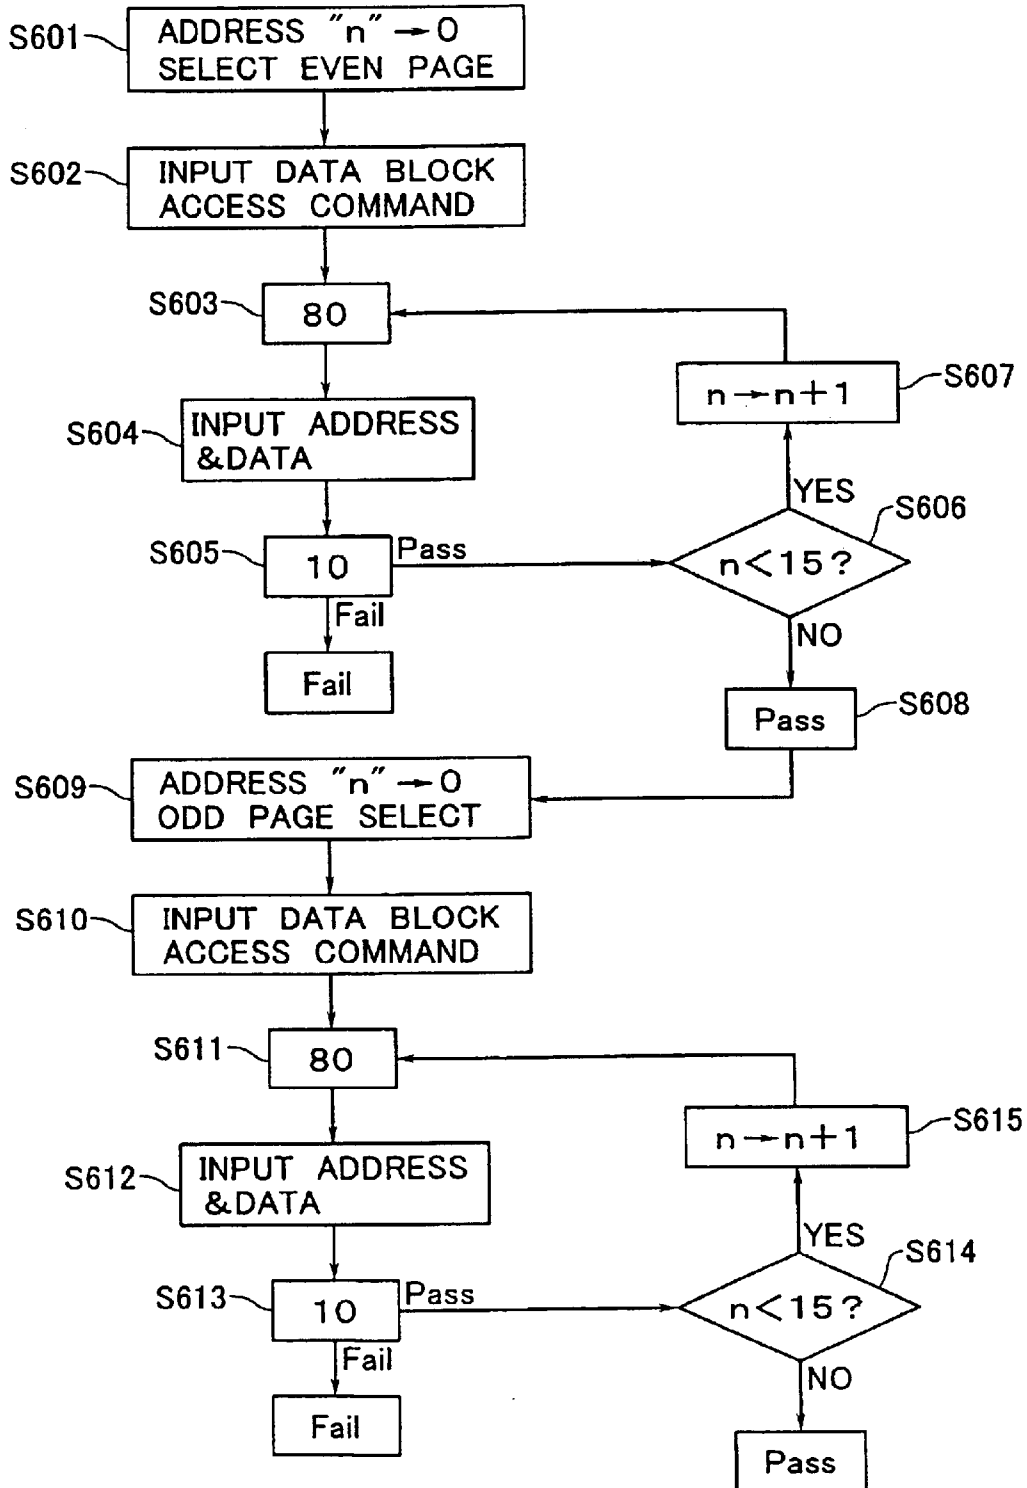 S601
ADDRESS "n" → 0
SELECT EVEN PAGE
S602
INPUT DATA BLOCK
ACCESS COMMAND
S603
80
S607
n → n + 1
S604
INPUT ADDRESS
&DATA
YES
S606
S605
10
Pass
n < 15 ?
Fail
NO
Fail
S608
Pass
S609
ADDRESS "n" → 0
ODD PAGE SELECT
S610
INPUT DATA BLOCK
ACCESS COMMAND
S611
80
S615
n → n + 1
S612
INPUT ADDRESS
&DATA
YES
S614
S613
10
Pass
n < 15 ?
Fail
NO
Fail
Pass